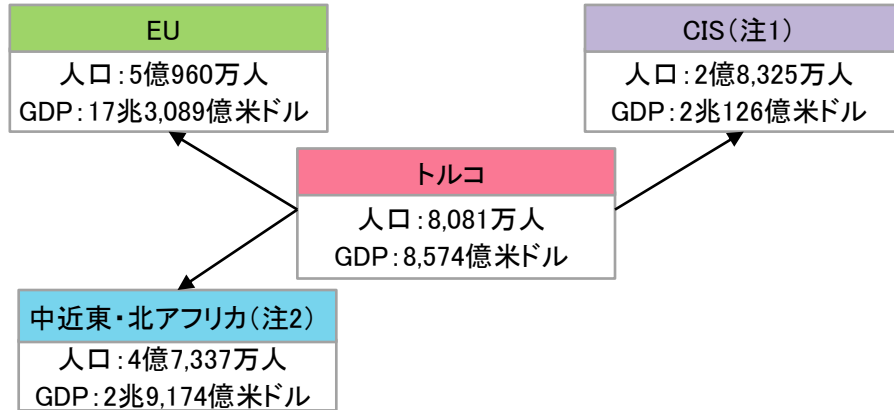 EU
人口:5億960万人
GDP:17兆3,089億米ドル
CIS(注1)
人口:2億8,325万人
GDP:2兆126億米ドル
トルコ
人口:8,081万人
GDP:8,574億米ドル
中近東・北アフリカ(注2)
人口:4億7,337万人
GDP:2兆9,174億米ドル